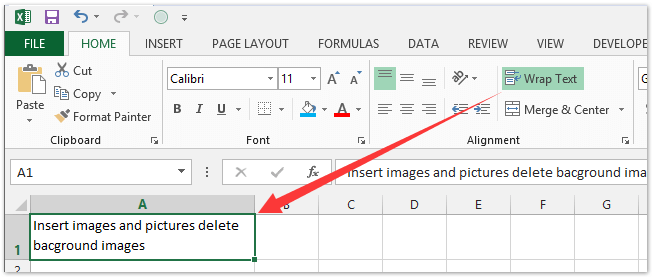 FILE HOME INSERT PAGE LAYOUT FORMULAS DATA REVIEW VIEW DEVELOPE
Cut
Calibri 11 A A Wrap Text G
Copy
Paste
Format Painter B I U A Merge & Center
Clipboard Font Alignment
A1 fx Insert images and pictures delete bacground ima
A B C D E F G
1 Insert images and pictures delete
bacground images
2